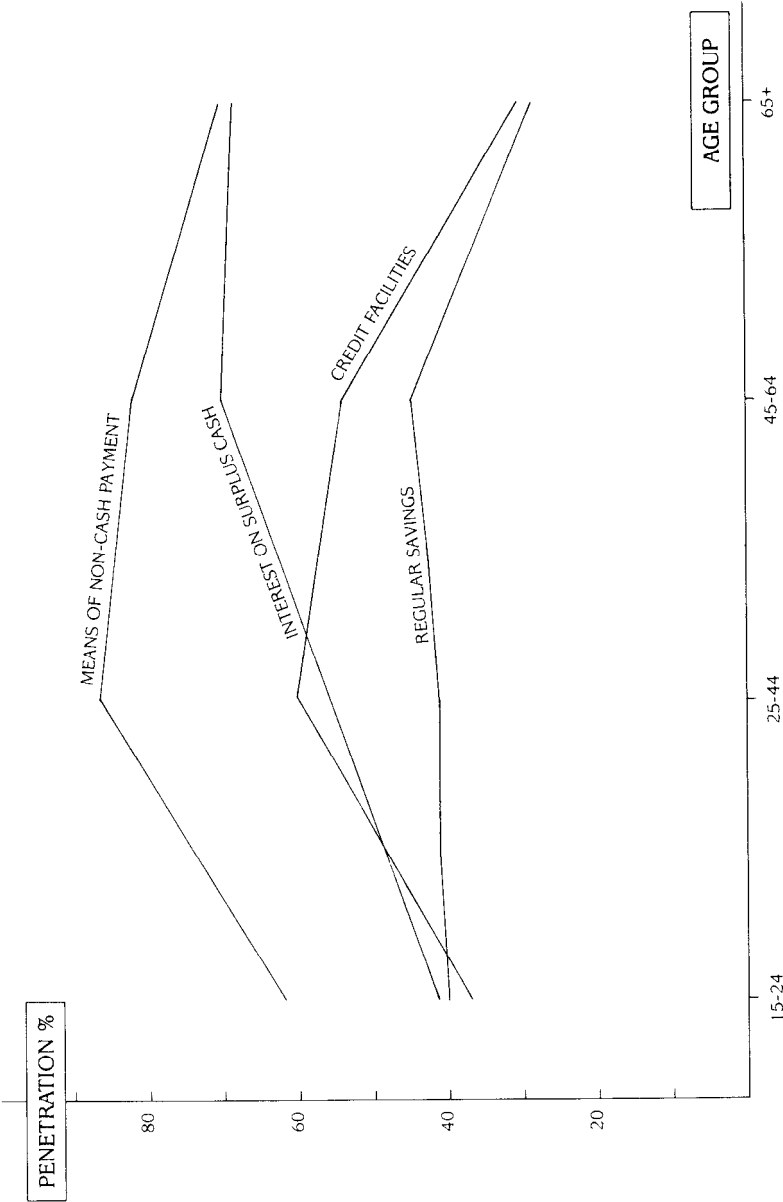 PENETRATION %
80
60
40
20
MEANS OF NON-CASH PAYMENT
INTEREST ON SURPLUS CASH
CREDIT FACILITIES
REGULAR SAVINGS
15-24
25-44
45-64
65+
AGE GROUP